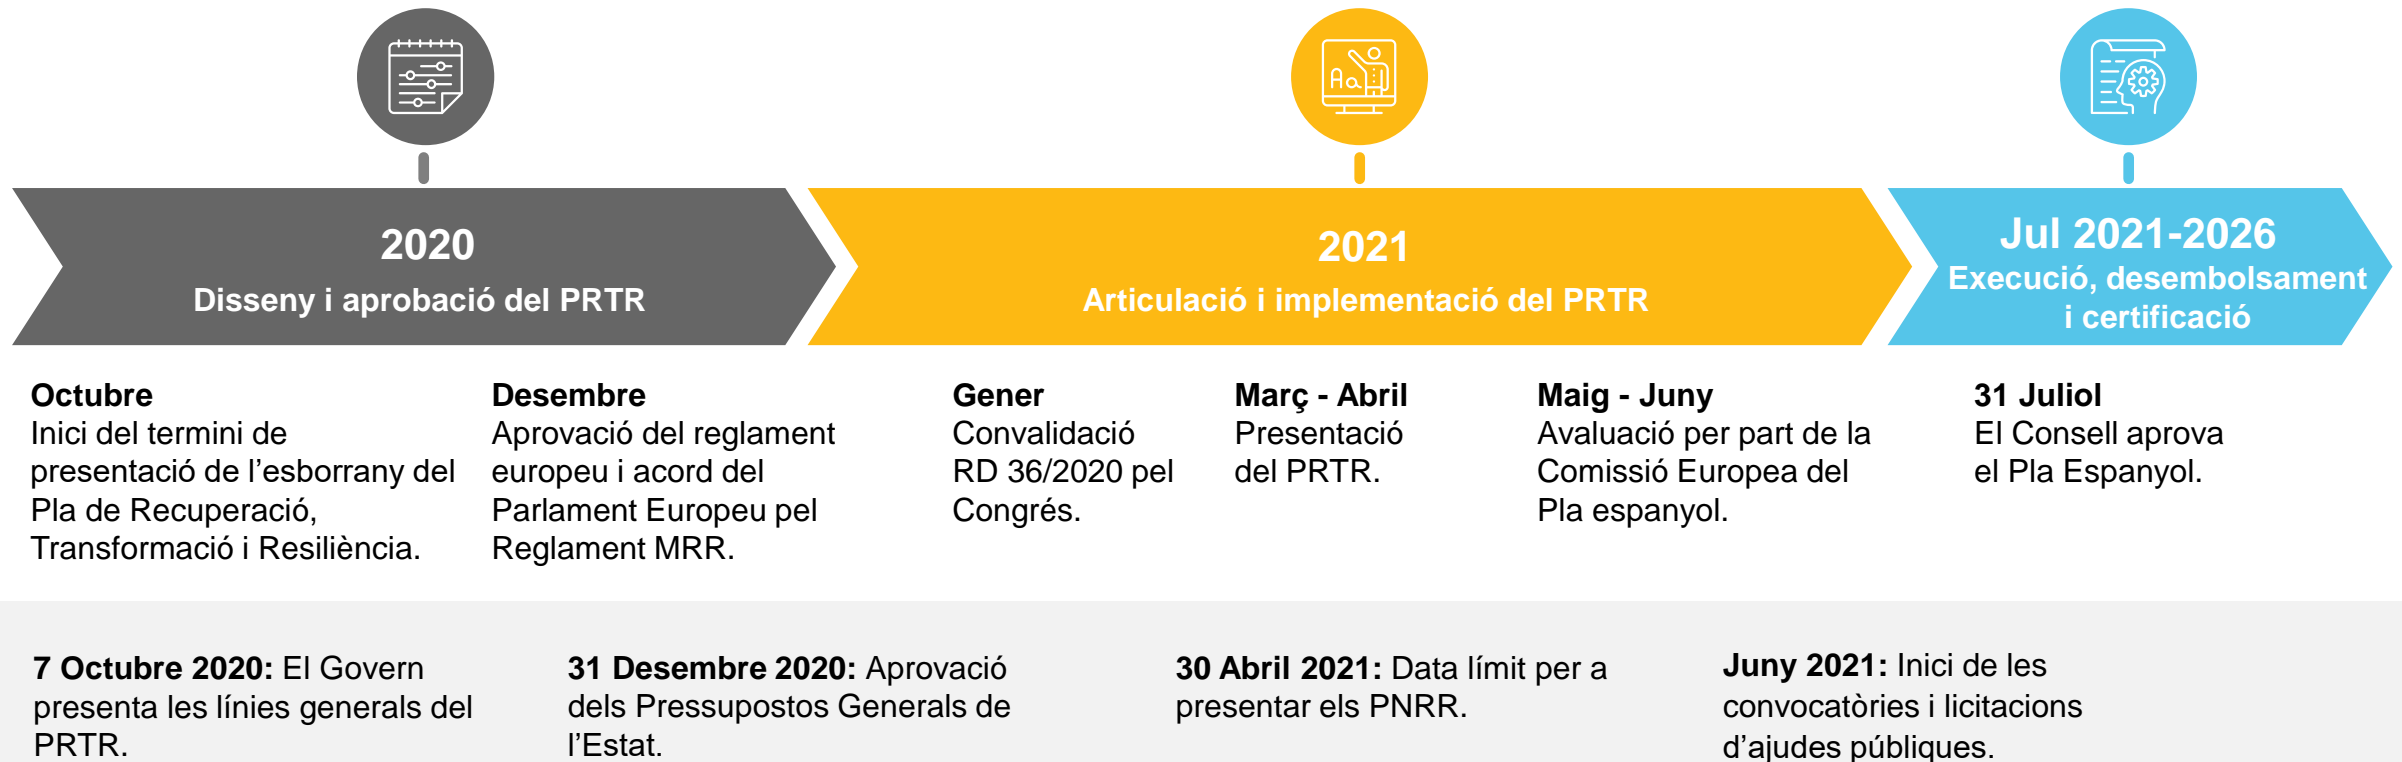 Aa
2020
Disseny i aprobació del PRTR
2021
Articulació i implementació del PRTR
Jul 2021-2026
Execució, desembolsament
i certificació
Octubre
Inici del termini de
presentació de l’esborrany del
Pla de Recuperació,
Transformació i Resiliència.
Desembre
Aprovació del reglament
europeu i acord del
Parlament Europeu pel
Reglament MRR.
Gener
Convalidació
RD 36/2020 pel
Congrés.
Març - Abril
Presentació
del PRTR.
Maig - Juny
Avaluació per part de la
Comissió Europea del
Pla espanyol.
31 Juliol
El Consell aprova
el Pla Espanyol.
7 Octubre 2020: El Govern
presenta les línies generals del
PRTR.
31 Desembre 2020: Aprovació
dels Pressupostos Generals de
l’Estat.
30 Abril 2021: Data límit per a
presentar els PNRR.
Juny 2021: Inici de les
convocatòries i licitacions
d’ajudes públiques.